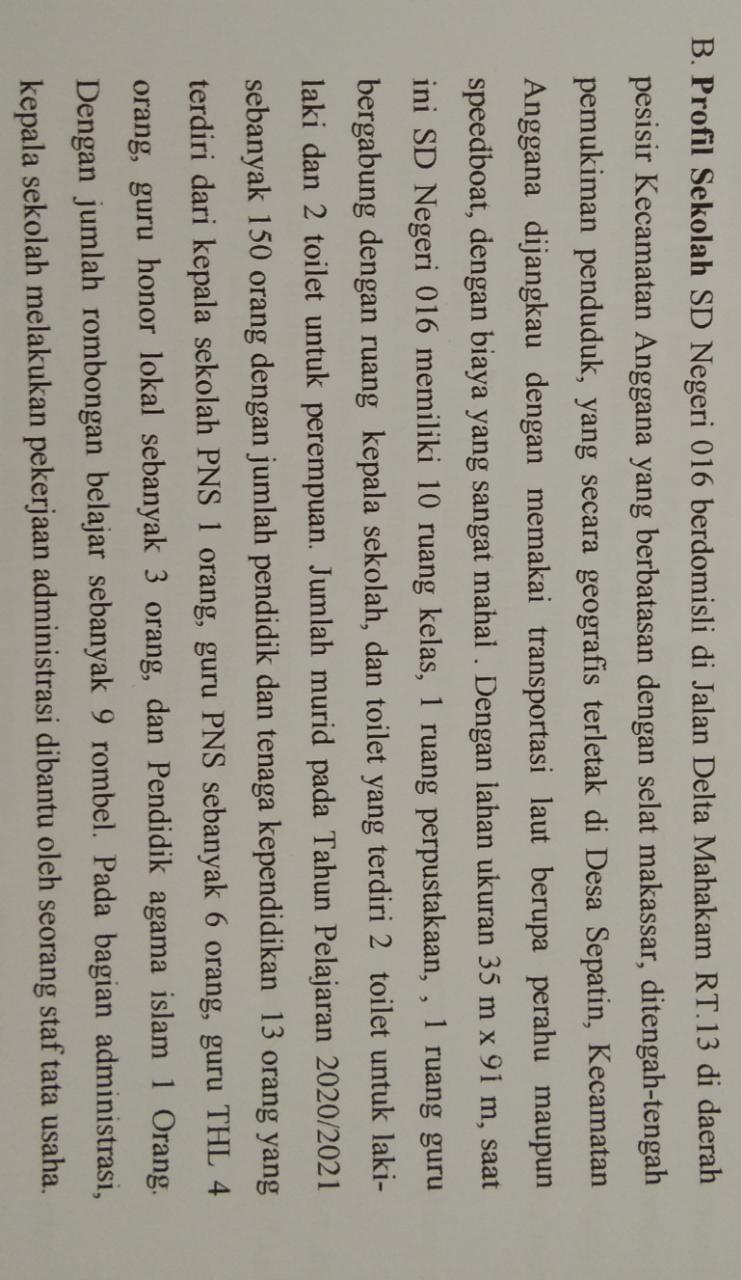 B. Profil Sekolah SD Negeri 016 berdomisli di Jalan Delta Mahakam RT.13 di daerah
pesisir Kecamatan Anggana yang berbatasan dengan selat makassar, ditengah-tengah
pemukiman penduduk, yang secara geografis terletak di Desa Sepatin, Kecamatan
Anggana dijangkau dengan memakai transportasi laut berupa perahu maupun
speedboat, dengan biaya yang sangat mahal . Dengan lahan ukuran 35 m x 91 m, saat
ini SD Negeri 016 memiliki 10 ruang kelas, 1 ruang perpustakaan, , 1 ruang guru
bergabung dengan ruang kepala sekolah, dan toilet yang terdiri 2 toilet untuk laki-
laki dan 2 toilet untuk perempuan. Jumlah murid pada Tahun Pelajaran 2020/2021
sebanyak 150 orang dengan jumlah pendidik dan tenaga kependidikan 13 orang yang
terdiri dari kepala sekolah PNS 1 orang, guru PNS sebanyak 6 orang, guru THL 4
orang, guru honor lokal sebanyak 3 orang, dan Pendidik agama islam 1 Orang.
Dengan jumlah rombongan belajar sebanyak 9 rombel. Pada bagian administrasi,
kepala sekolah melakukan pekerjaan administrasi dibantu oleh seorang staf tata usaha.